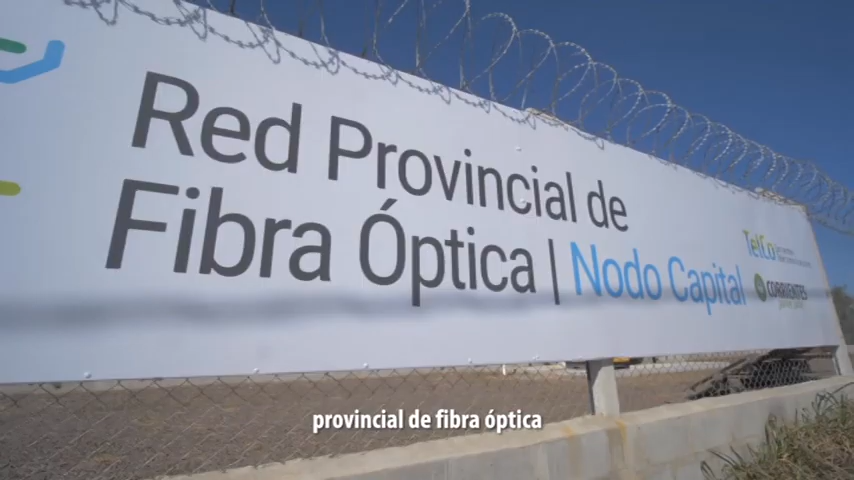 Red Provincial de
Fibra Óptica | Nodo Capital
TelCo
CORRIENTES
provincial de fibra óptica